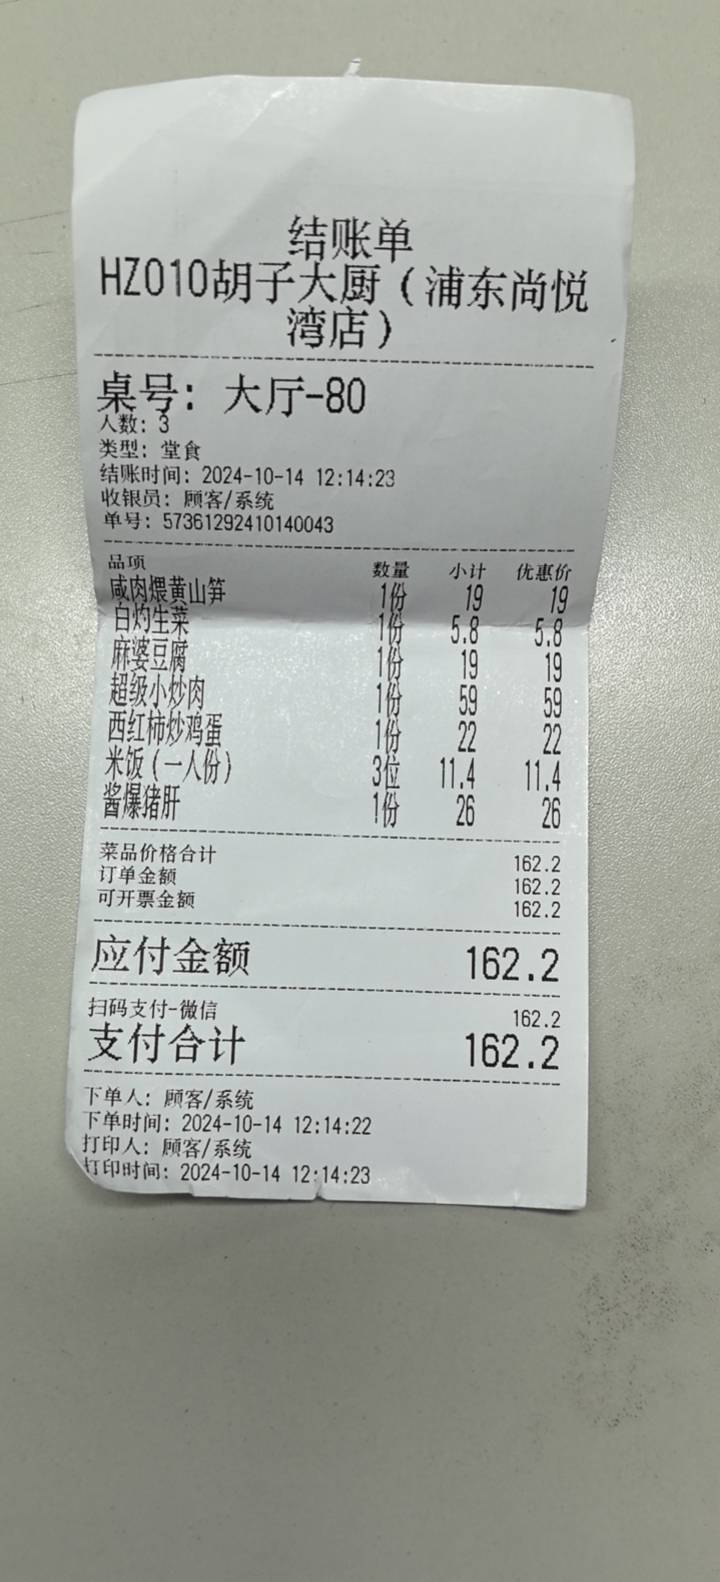 结账单
HZ010胡子大厨（浦东尚悦
湾店）
桌号：大厅-80
人数：3
类型：堂食
结账时间：2024-10-14 12:14:23
收银员：顾客/系统
单号：57361292410140043
品项 数量 小计 优惠价
咸肉煨黄山笋 1份 19 19
白灼生菜 1份 5.8 5.8
麻婆豆腐 1份 19 19
超级小炒肉 1份 59 59
西红柿炒鸡蛋 1份 22 22
米饭（一人份） 3位 11.4 11.4
酱爆猪肝 1份 26 26
菜品价格合计 162.2
订单金额 162.2
可开票金额 162.2
应付金额 162.2
扫码支付-微信 162.2
支付合计 162.2
下单人：顾客/系统
下单时间：2024-10-14 12:14:22
打印人：顾客/系统
打印时间：2024-10-14 12:14:23